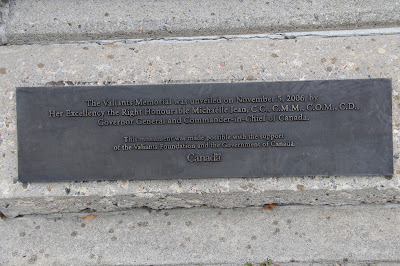 The Valiants Memorial was unveiled on November 5, 2006, by
Her Excellency the Right Honourable Michaëlle Jean, C.C., C.M.M., C.O.M., C.D.,
Governor General and Commander-in-Chief of Canada.
This monument was made possible with the support
of the Valiants Foundation and the Government of Canada.
Canada